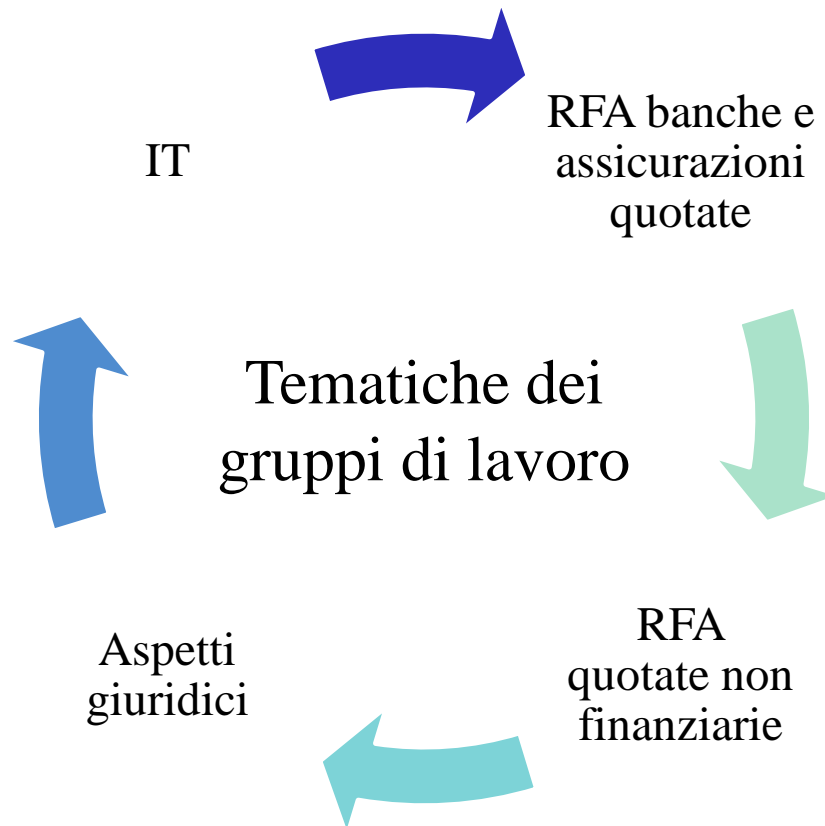 IT
RFA banche e
assicurazioni
quotate
Tematiche dei
gruppi di lavoro
RFA
quotate non
finanziarie
Aspetti
giuridici